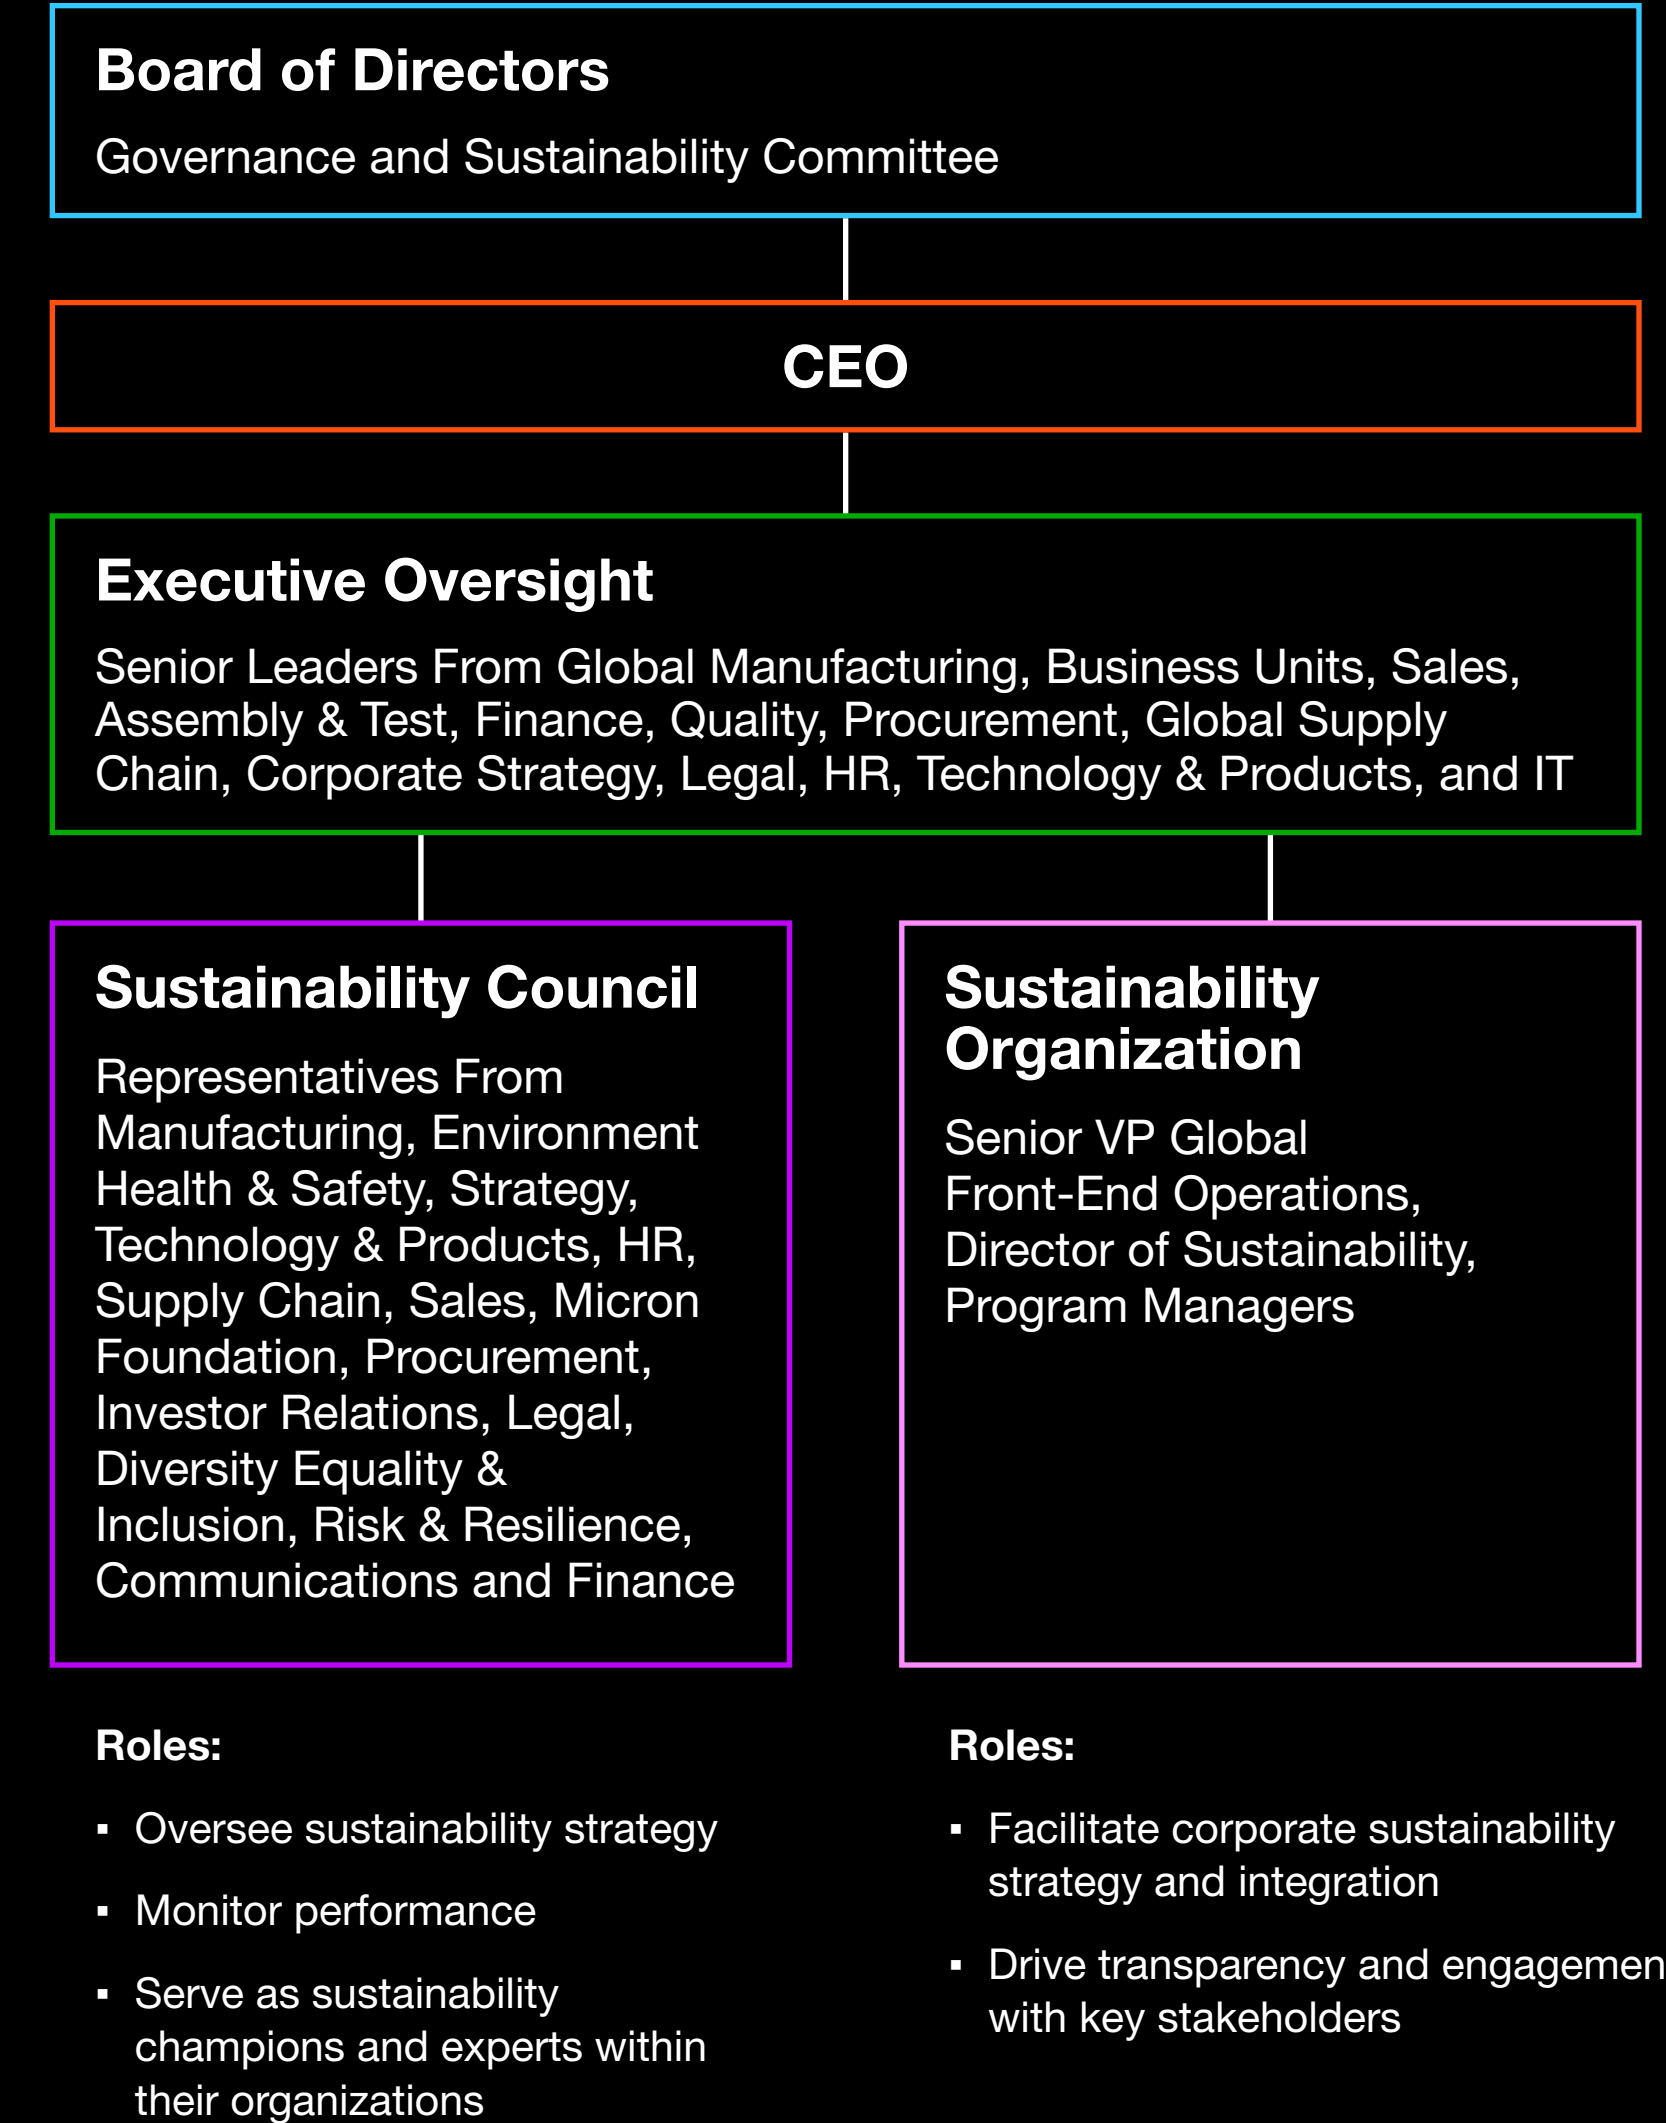 Board of Directors
Governance and Sustainability Committee
CEO
Executive Oversight
Senior Leaders From Global Manufacturing, Business Units, Sales,
Assembly & Test, Finance, Quality, Procurement, Global Supply
Chain, Corporate Strategy, Legal, HR, Technology & Products, and IT
Sustainability Council
Representatives From
Manufacturing, Environment
Health & Safety, Strategy,
Technology & Products, HR,
Supply Chain, Sales, Micron
Foundation, Procurement,
Investor Relations, Legal,
Diversity Equality &
Inclusion, Risk & Resilience,
Communications and Finance
Sustainability
Organization
Senior VP Global
Front-End Operations,
Director of Sustainability,
Program Managers
Roles:
▪ Oversee sustainability strategy
▪ Monitor performance
▪ Serve as sustainability
champions and experts within
their organizations
Roles:
▪ Facilitate corporate sustainability
strategy and integration
▪ Drive transparency and engagemen
with key stakeholders